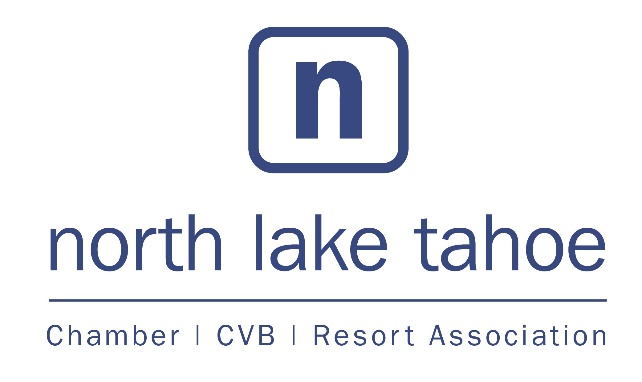 n
north lake tahoe
Chamber | CVB | Resort Association